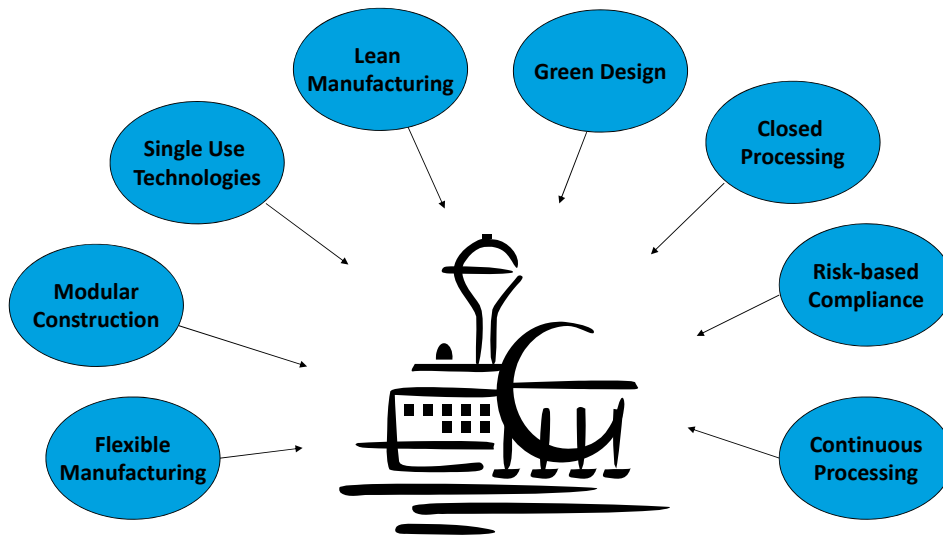 Lean
Manufacturing
Green Design
Single Use
Technologies
Closed
Processing
Modular
Construction
Risk-based
Compliance
Flexible
Manufacturing
Continuous
Processing